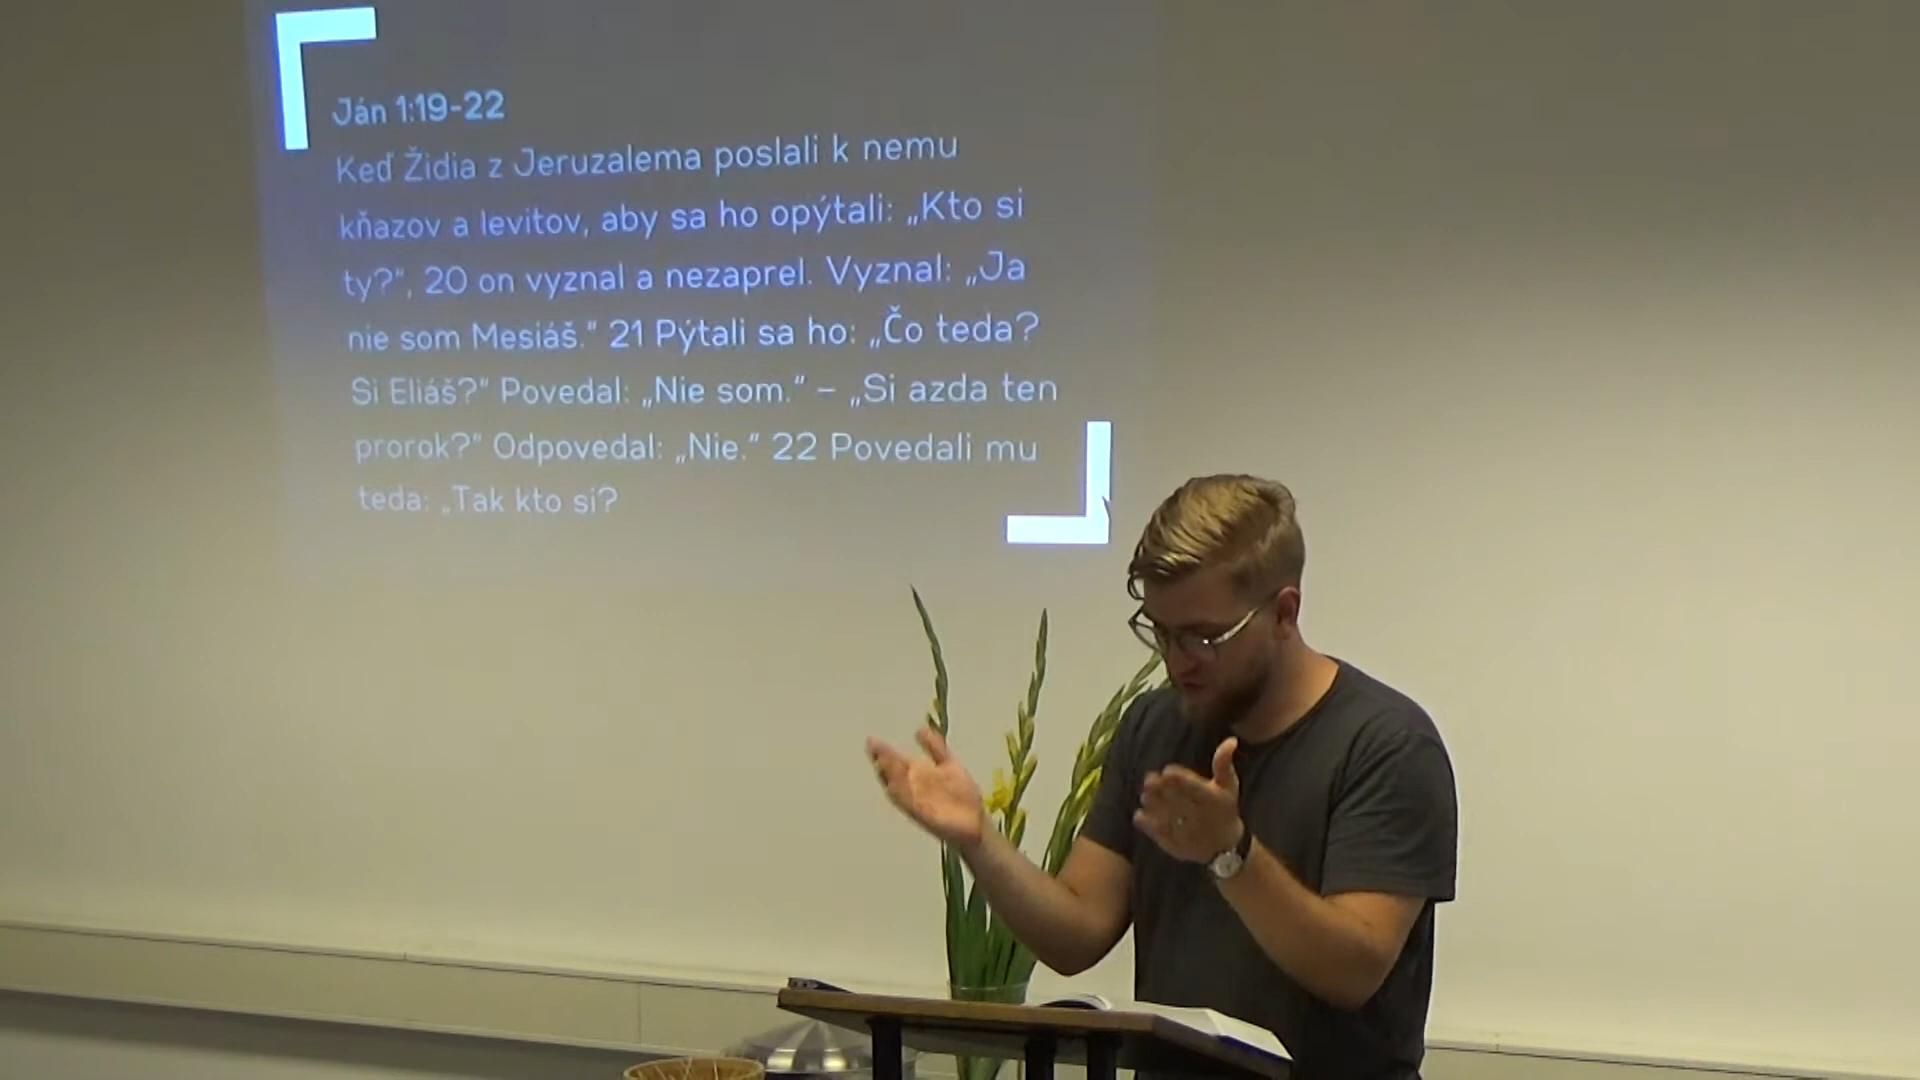 Ján 1:19-22
Keď Židia z Jeruzalema poslali k nemu
kňazov a levitov, aby sa ho opýtali: „Kto si
ty?“, 20 on vyznal a nezaprel. Vyznal: „Ja
nie som Mesiáš.“ 21 Pýtali sa ho: „Čo teda?
Si Eliáš?“ Povedal: „Nie som.“ – „Si azda ten
prorok?“ Odpovedal: „Nie.“ 22 Povedali mu
teda: „Tak kto si?